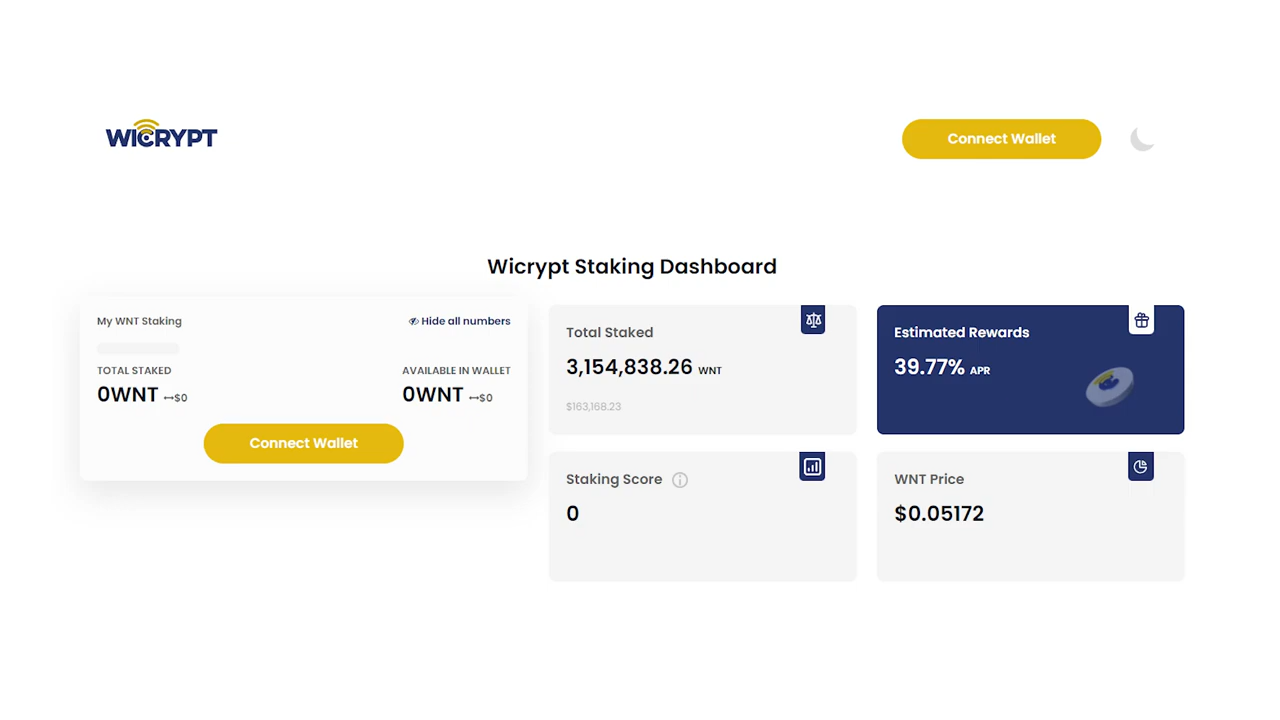 WICRYPT
Connect Wallet
Wicrypt Staking Dashboard
My WNT Staking
Hide all numbers
TOTAL STAKED
AVAILABLE IN WALLET
0WNT ↔$0
0WNT ↔$0
Connect Wallet
Total Staked
3,154,838.26 WNT
$163,168.23
Estimated Rewards
39.77% APR
Staking Score
0
WNT Price
$0.05172